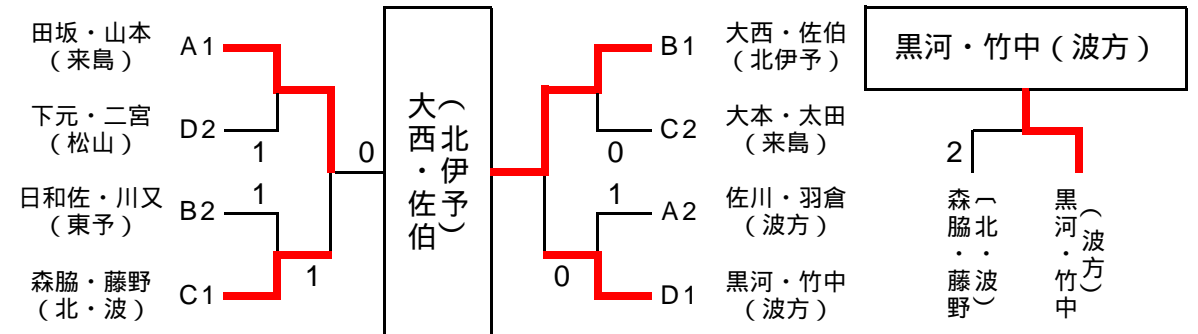 田坂・山本
(来島)
A1
下元・二宮
(松山)
D2
1
0
日和佐・川又
(東予)
B2
1
森脇・藤野
(北・波)
C1
1
大西・佐伯
(北伊予)
B1
大西・佐伯
(北伊予)
C2
大本・太田
(来島)
0
1
A2
佐川・羽倉
(波方)
0
D1
黒河・竹中
(波方)
黒河・竹中(波方)
2
森脇・藤野
(北・波)
黒河・竹中
(波方)